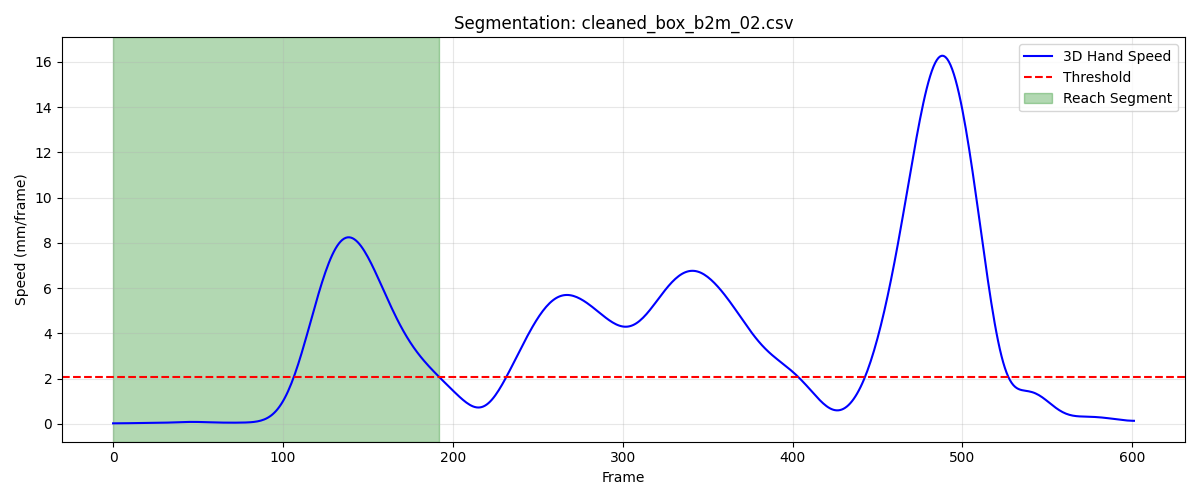 Segmentation: cleaned_box_b2m_02.csv
3D Hand Speed
Threshold
Reach Segment
Speed (mm/frame)
16
14
12
10
8
6
4
2
0
0 100 200 300 400 500 600
Frame